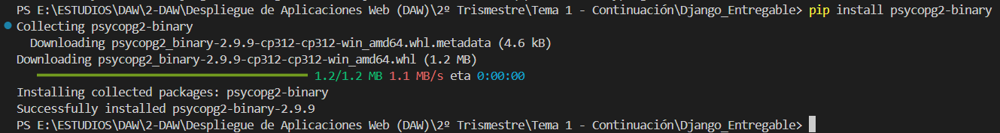 PS E:\ESTUDIOS\DAW\2-DAW\Despliegue de Aplicaciones Web (DAW)\2º Trismestre\Tema 1 - Continuación\Django_Entregable> pip install psycopg2-binary
Collecting psycopg2-binary
  Downloading psycopg2_binary-2.9.9-cp312-cp312-win_amd64.whl.metadata (4.6 kB)
Downloading psycopg2_binary-2.9.9-cp312-cp312-win_amd64.whl (1.2 MB)
1.2/1.2 MB 1.1 MB/s eta 0:00:00
Installing collected packages: psycopg2-binary
Successfully installed psycopg2-binary-2.9.9
PS E:\ESTUDIOS\DAW\2-DAW\Despliegue de Aplicaciones Web (DAW)\2º Trismestre\Tema 1 - Continuación\Django_Entregable>